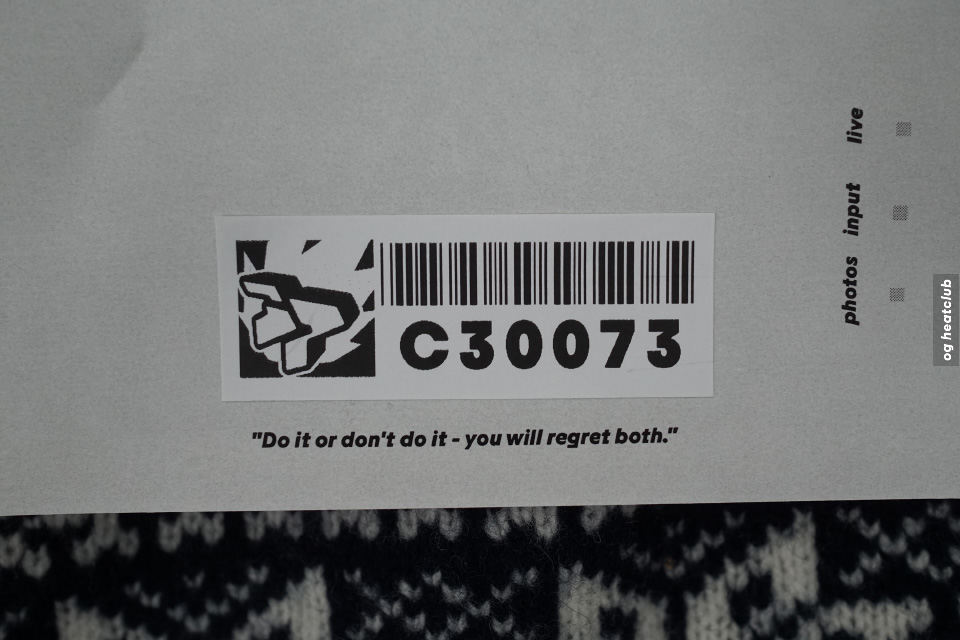 C30073
"Do it or don't do it - you will regret both."
photos input live
og heatclub